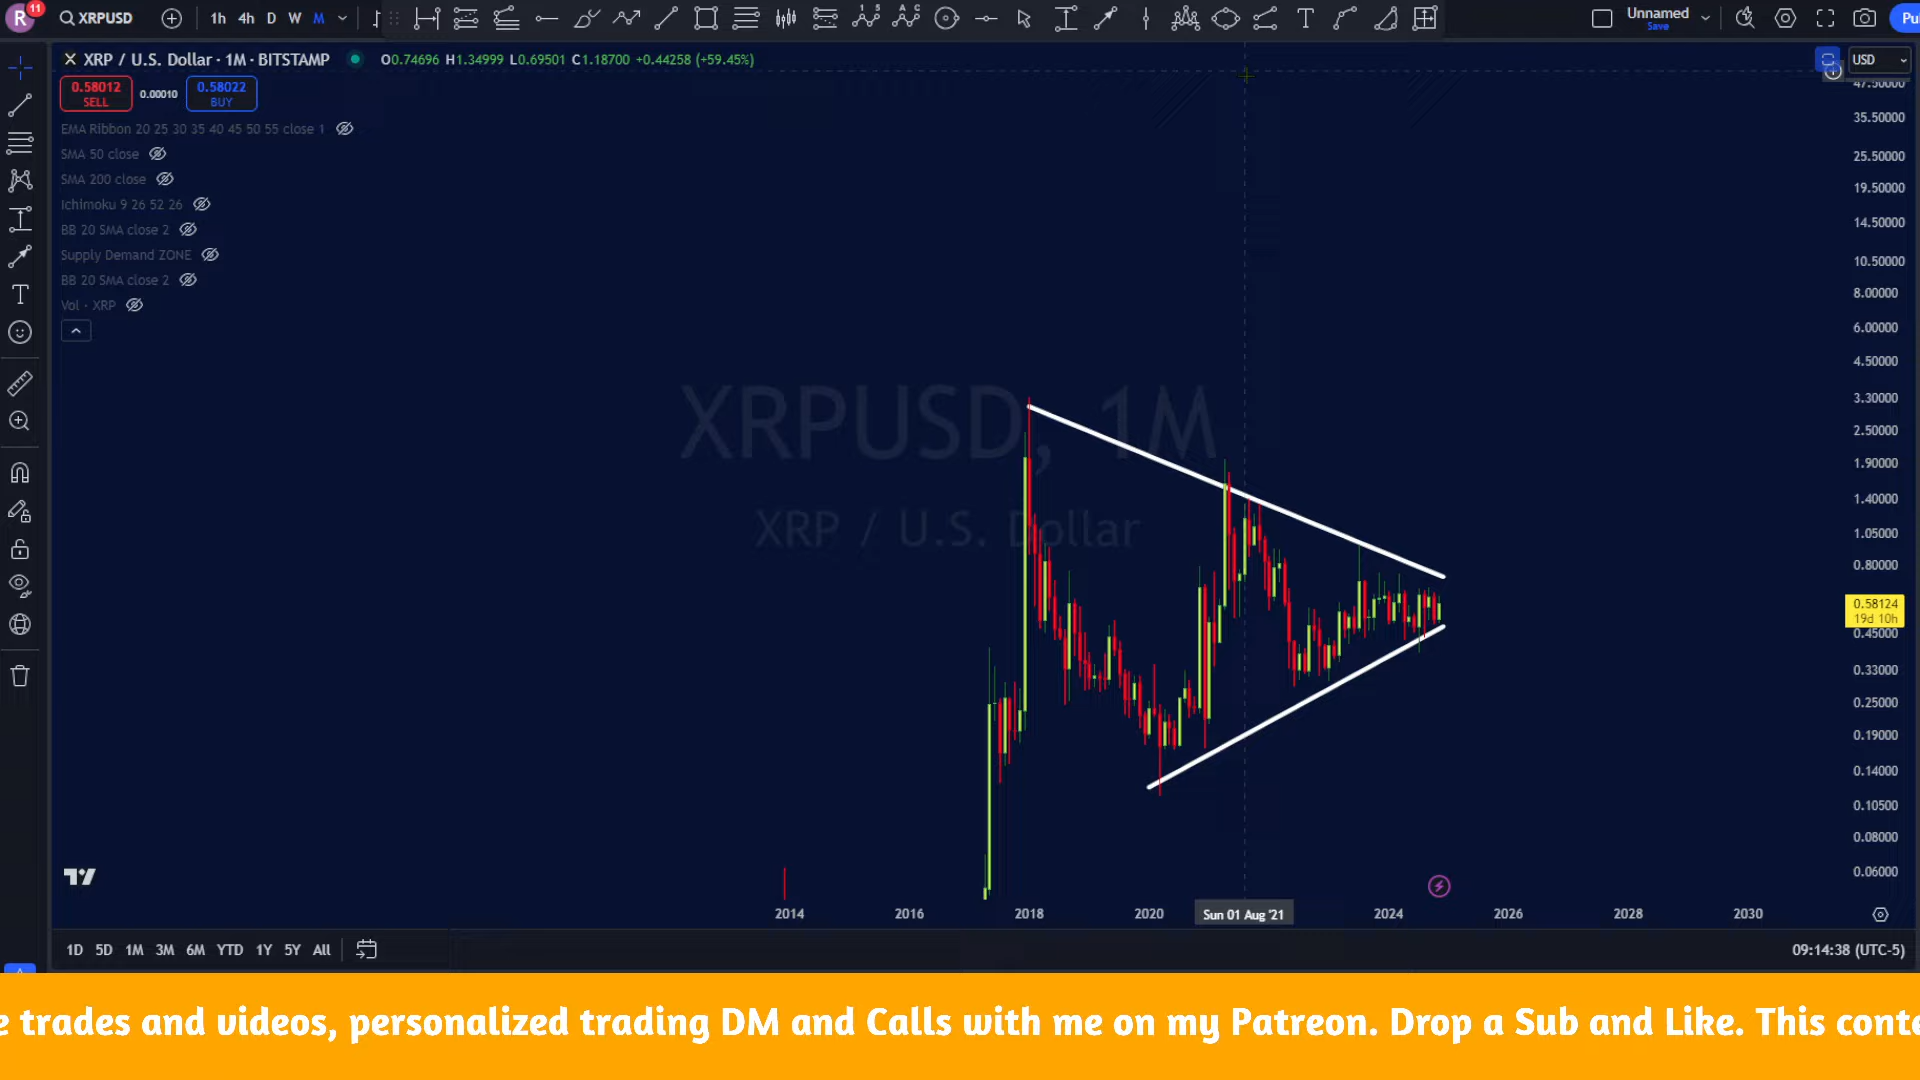 R 11 XRPUSD 1h 4h D W M Unnamed Save Pu
XRP / U.S. Dollar · 1M · BITSTAMP O0.74696 H1.34999 L0.69501 C1.18700 +0.44258 (+59.45%) USD
0.58012 SELL 0.00010 0.58022 BUY
EMA Ribbon 20 25 30 35 40 45 50 55 close 1
SMA 50 close
SMA 200 close
Ichimoku 9 26 52 26
BB 20 SMA close 2
Supply Demand ZONE
BB 20 SMA close 2
Vol · XRP
XRPUSD, 1M
XRP / U.S. Dollar
47.50000
35.50000
25.50000
19.50000
14.50000
10.50000
8.00000
6.00000
4.50000
3.30000
2.50000
1.90000
1.40000
1.05000
0.80000
0.58124
19d 10h
0.45000
0.33000
0.25000
0.19000
0.14000
0.10500
0.08000
0.06000
2014 2016 2018 2020 Sun 01 Aug '21 2024 2026 2028 2030
1D 5D 1M 3M 6M YTD 1Y 5Y All 09:14:38 (UTC-5)
e trades and videos, personalized trading DM and Calls with me on my Patreon. Drop a Sub and Like. This conte